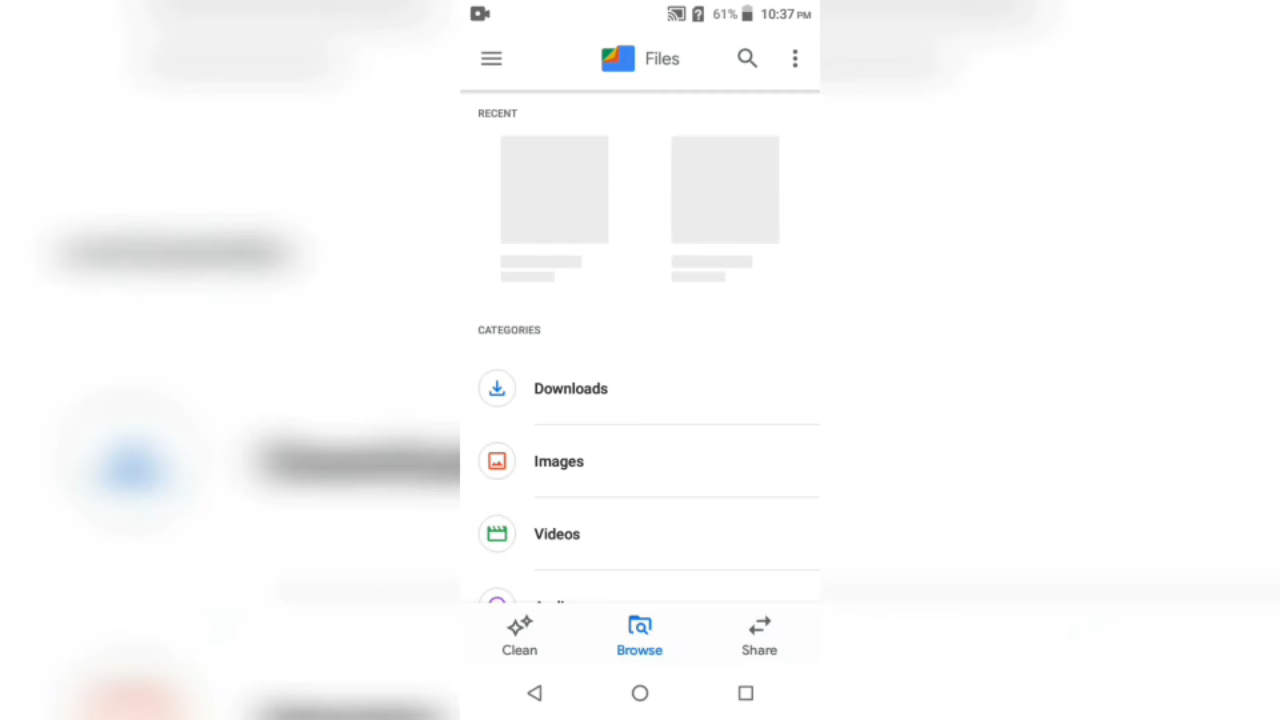 61% 10:37 PM
Files
RECENT
CATEGORIES
Downloads
Images
Videos
Clean
Browse
Share